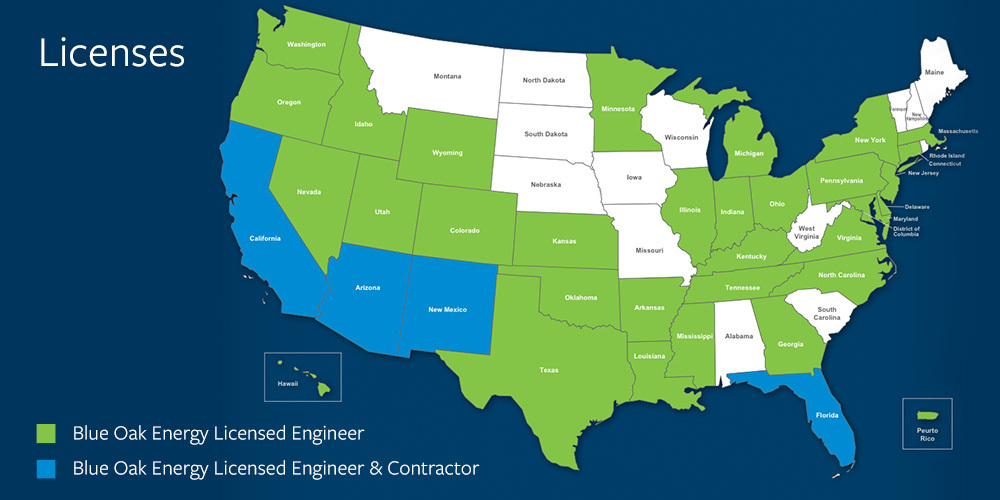 Licenses
Washington
Montana
North Dakota
Maine
Oregon
Idaho
Minnesota
Vermont
New
Hampshire
South Dakota
Wisconsin
Massachusetts
New York
Wyoming
Michigan
Rhode Island
Connecticut
New Jersey
Nebraska
Iowa
Pennsylvania
Nevada
Utah
Illinois
Indiana
Ohio
Delaware
Maryland
District of
Columbia
Colorado
West
Virginia
California
Kansas
Missouri
Virginia
Kentucky
Arizona
North Carolina
Tennessee
New Mexico
Oklahoma
Arkansas
South
Carolina
Mississippi
Alabama
Georgia
Louisiana
Texas
Hawaii
Florida
Peurto
Rico
Blue Oak Energy Licensed Engineer
Blue Oak Energy Licensed Engineer & Contractor